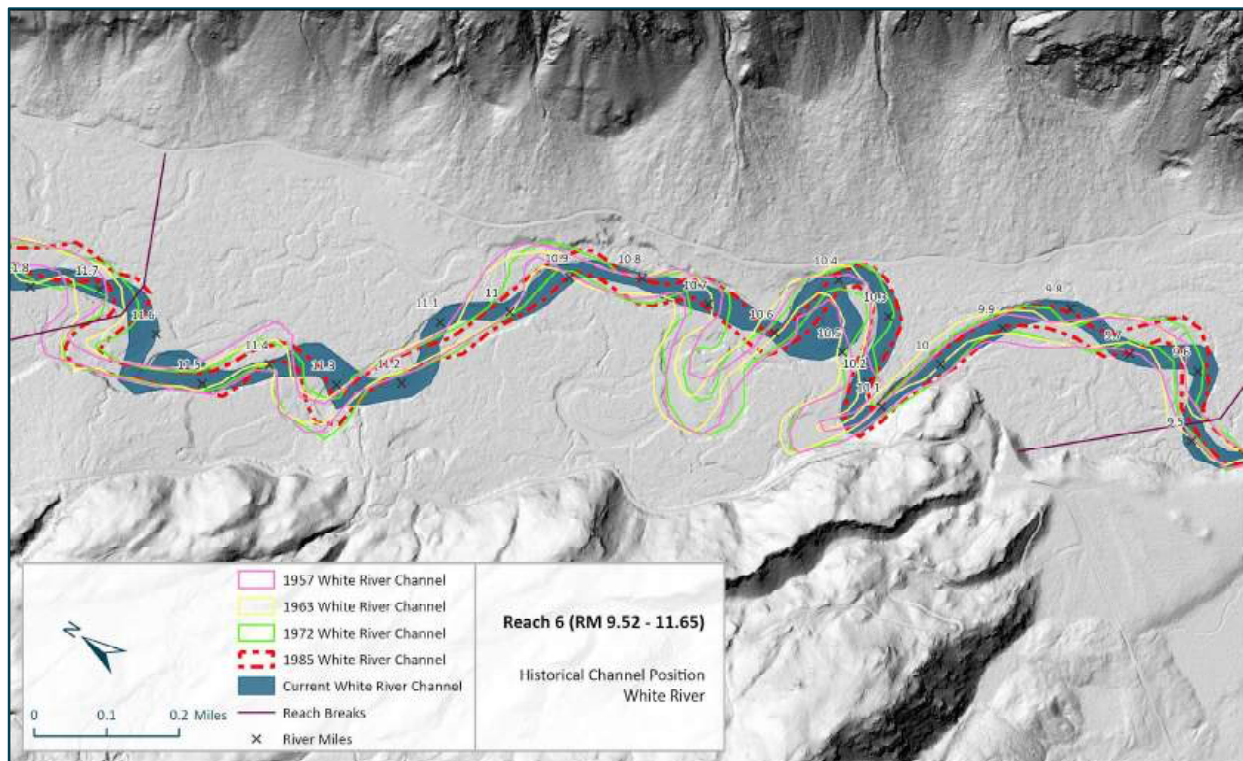 1.8
11.7
11.6
11.5
11.4
11.3
11.2
11.1
11
10.9
10.8
10.7
10.6
10.5
10.4
10.3
10.2
10.1
10
9.9
9.8
9.7
9.6
9.5
1957 White River Channel
1963 White River Channel
1972 White River Channel
1985 White River Channel
Current White River Channel
Reach Breaks
River Miles
N
0 0.1 0.2 Miles
Reach 6 (RM 9.52 - 11.65)
Historical Channel Position
White River